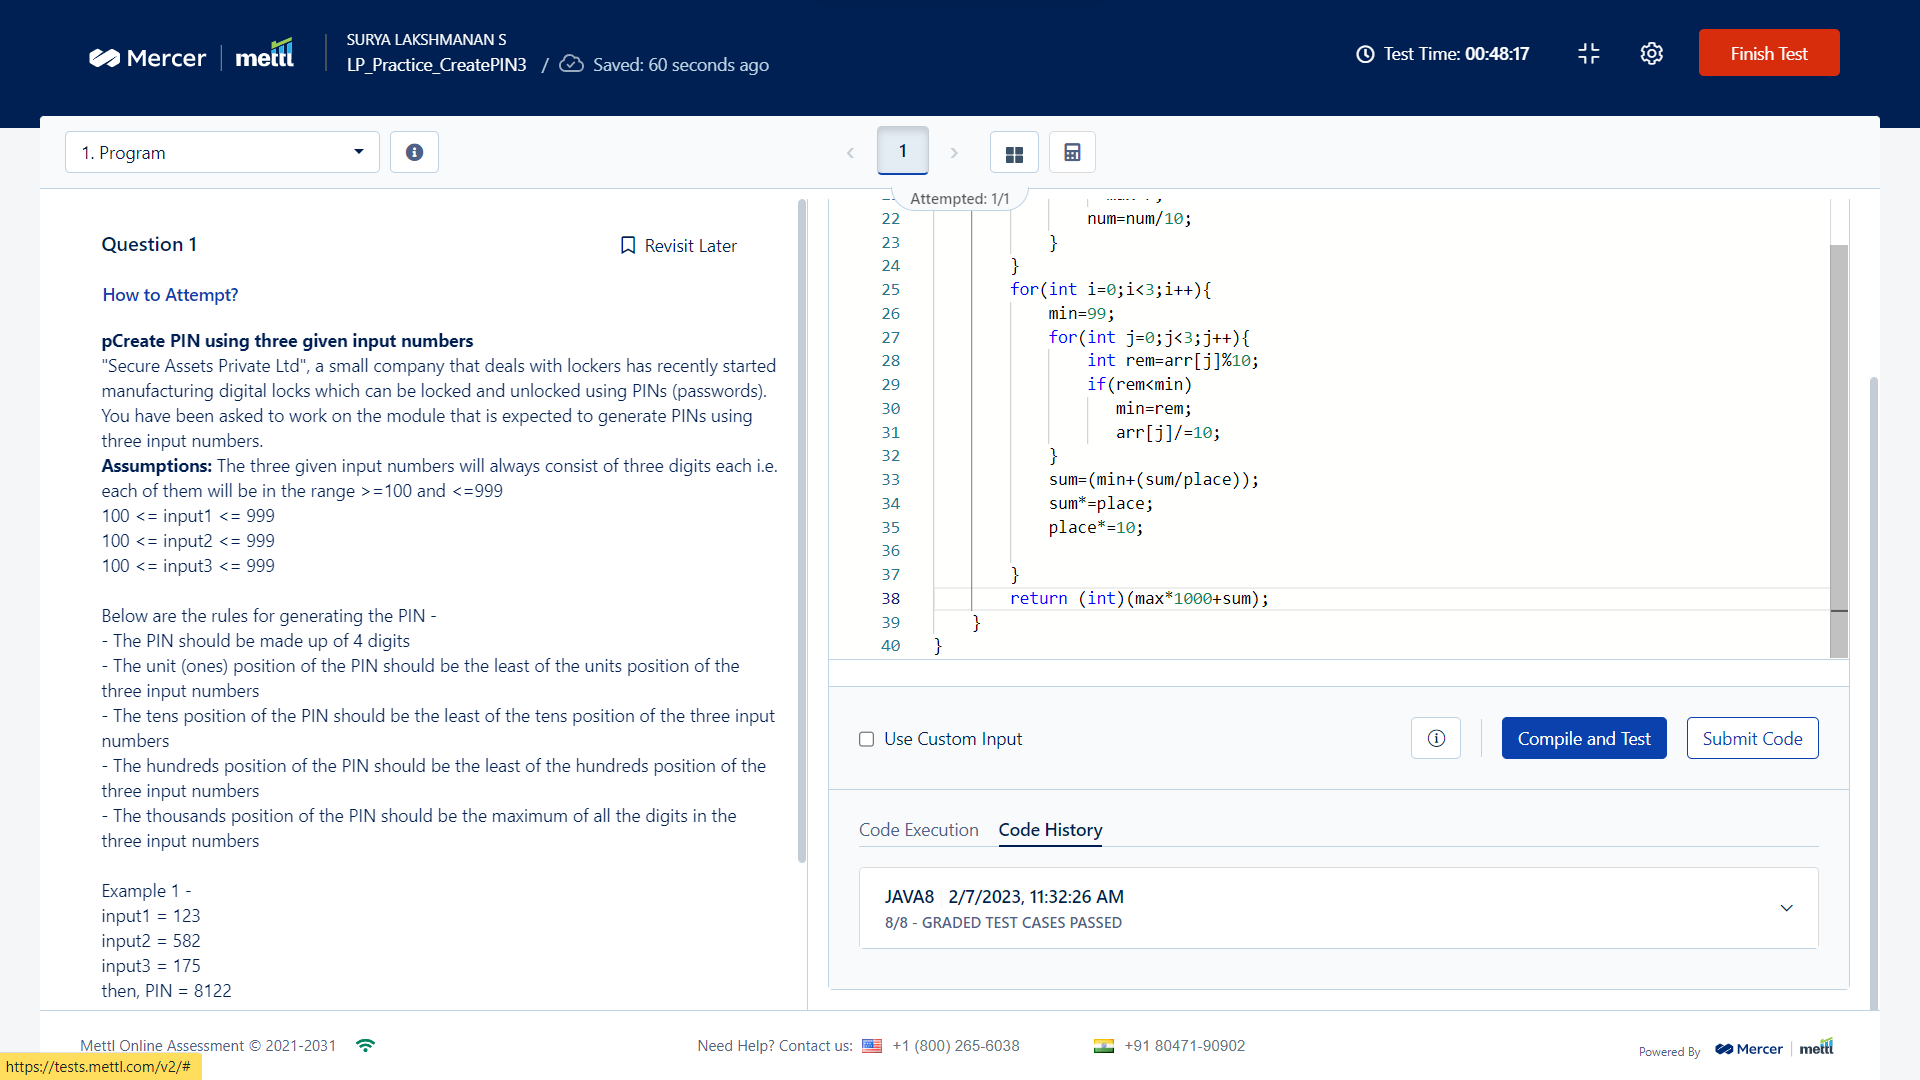 Mercer mettl
SURYA LAKSHMANAN S
LP_Practice_CreatePIN3 / Saved: 60 seconds ago
Test Time: 00:48:17
Finish Test
1. Program
1
Attempted: 1/1
Question 1
Revisit Later
How to Attempt?
pCreate PIN using three given input numbers
"Secure Assets Private Ltd", a small company that deals with lockers has recently started
manufacturing digital locks which can be locked and unlocked using PINs (passwords).
You have been asked to work on the module that is expected to generate PINs using
three input numbers.
Assumptions: The three given input numbers will always consist of three digits each i.e.
each of them will be in the range >=100 and <=999
100 <= input1 <= 999
100 <= input2 <= 999
100 <= input3 <= 999
Below are the rules for generating the PIN -
- The PIN should be made up of 4 digits
- The unit (ones) position of the PIN should be the least of the units position of the
three input numbers
- The tens position of the PIN should be the least of the tens position of the three input
numbers
- The hundreds position of the PIN should be the least of the hundreds position of the
three input numbers
- The thousands position of the PIN should be the maximum of all the digits in the
three input numbers
Example 1 -
input1 = 123
input2 = 582
input3 = 175
then, PIN = 8122
22 num=num/10;
23 }
24 }
25 for(int i=0;i<3;i++){
26 min=99;
27 for(int j=0;j<3;j++){
28 int rem=arr[j]%10;
29 if(rem<min)
30 min=rem;
31 arr[j]/=10;
32 }
33 sum=(min+(sum/place));
34 sum*=place;
35 place*=10;
36
37 }
38 return (int)(max*1000+sum);
39 }
40 }
Use Custom Input
Compile and Test
Submit Code
Code Execution
Code History
JAVA8 2/7/2023, 11:32:26 AM
8/8 - GRADED TEST CASES PASSED
Mettl Online Assessment © 2021-2031
Need Help? Contact us: +1 (800) 265-6038
+91 80471-90902
Powered By Mercer mettl
https://tests.mettl.com/v2/#